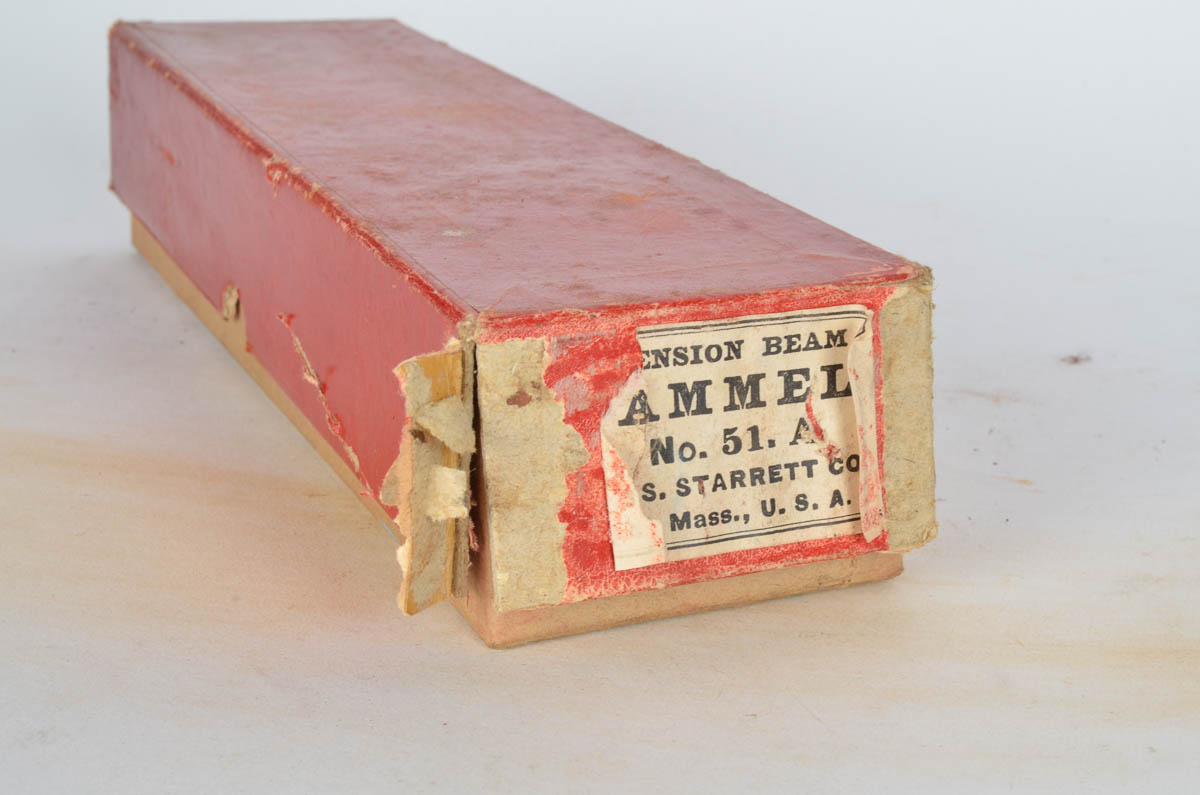 ENSION BEAM
AMMEL
No. 51. A
S. STARRETT CO
Mass., U. S. A.